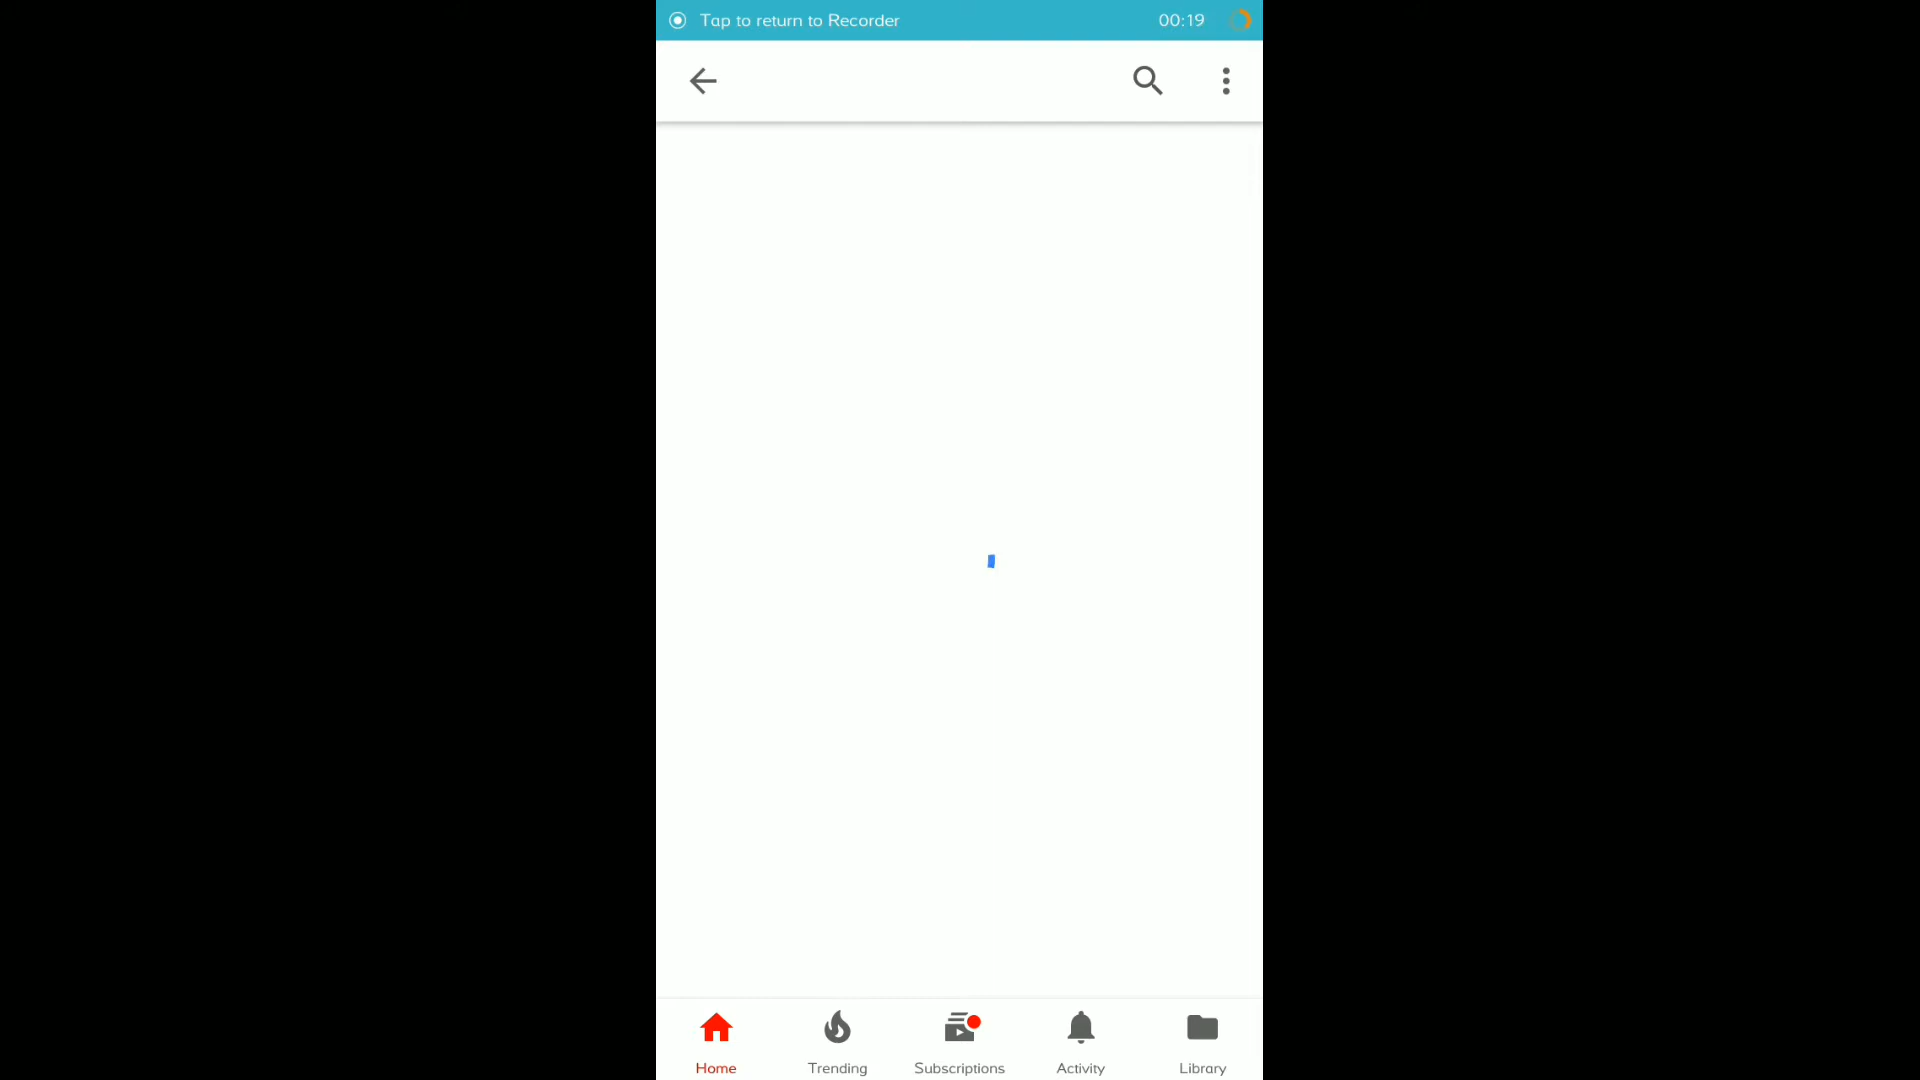 Tap to return to Recorder 00:19
Home Trending Subscriptions Activity Library